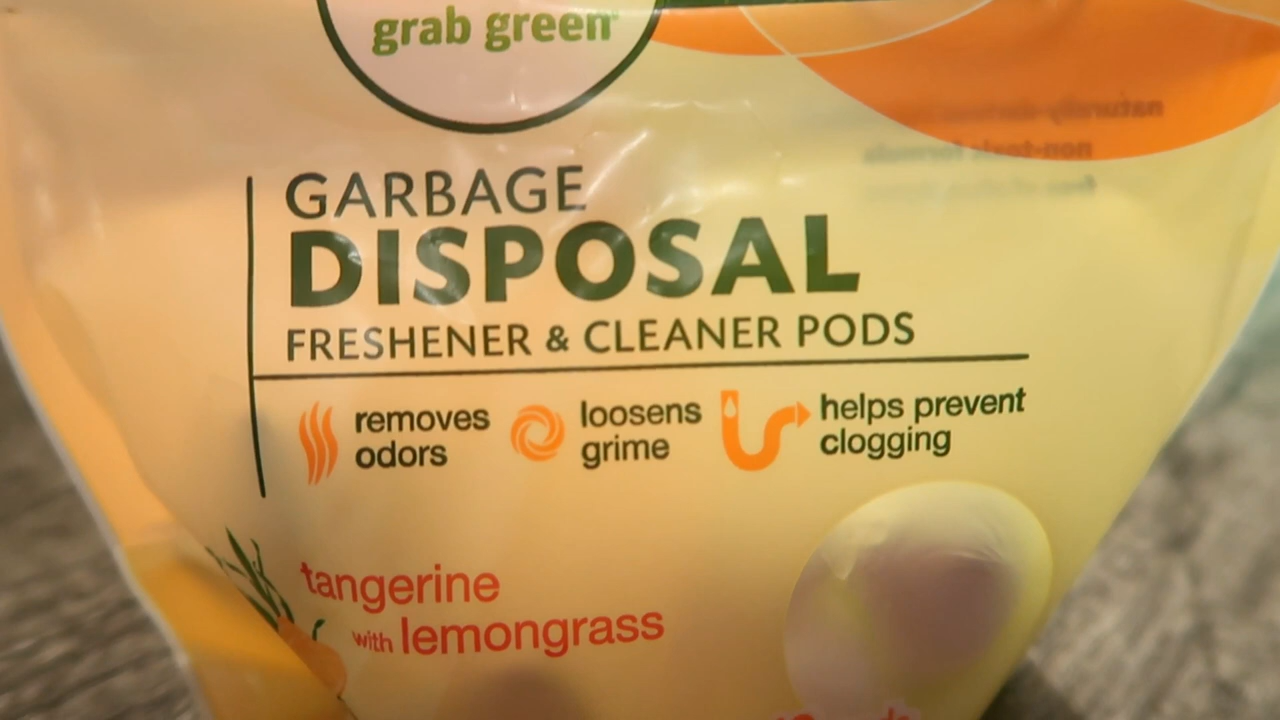 grab green
GARBAGE
DISPOSAL
FRESHENER & CLEANER PODS
removes
odors
loosens
grime
helps prevent
clogging
tangerine
with lemongrass